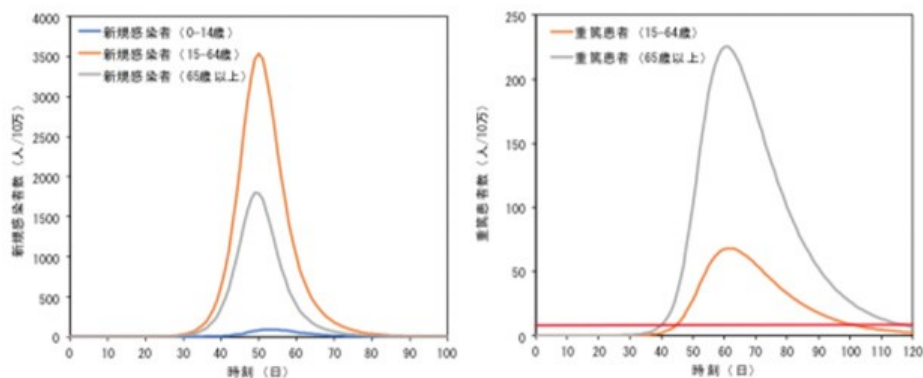 新規感染者（0-14歳）
新規感染者（15-64歳）
新規感染者（65歳以上）
新規感染者数（人/10万）
4000
3500
3000
2500
2000
1500
1000
500
0
0 10 20 30 40 50 60 70 80 90 100
時刻（日）
重篤患者（15-64歳）
重篤患者（65歳以上）
重篤患者数（人/10万）
250
200
150
100
50
0
0 10 20 30 40 50 60 70 80 90 100 110 120
時刻（日）